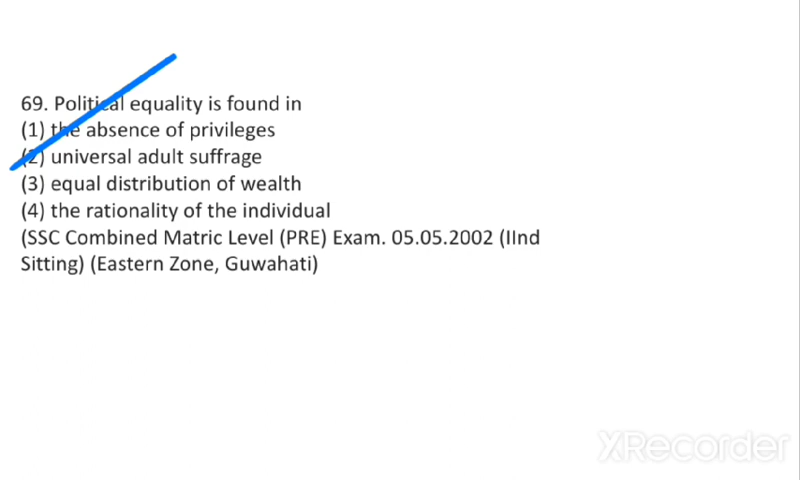 69. Political equality is found in
(1) the absence of privileges
(2) universal adult suffrage
(3) equal distribution of wealth
(4) the rationality of the individual
(SSC Combined Matric Level (PRE) Exam. 05.05.2002 (IInd
Sitting) (Eastern Zone, Guwahati)
XRecorder